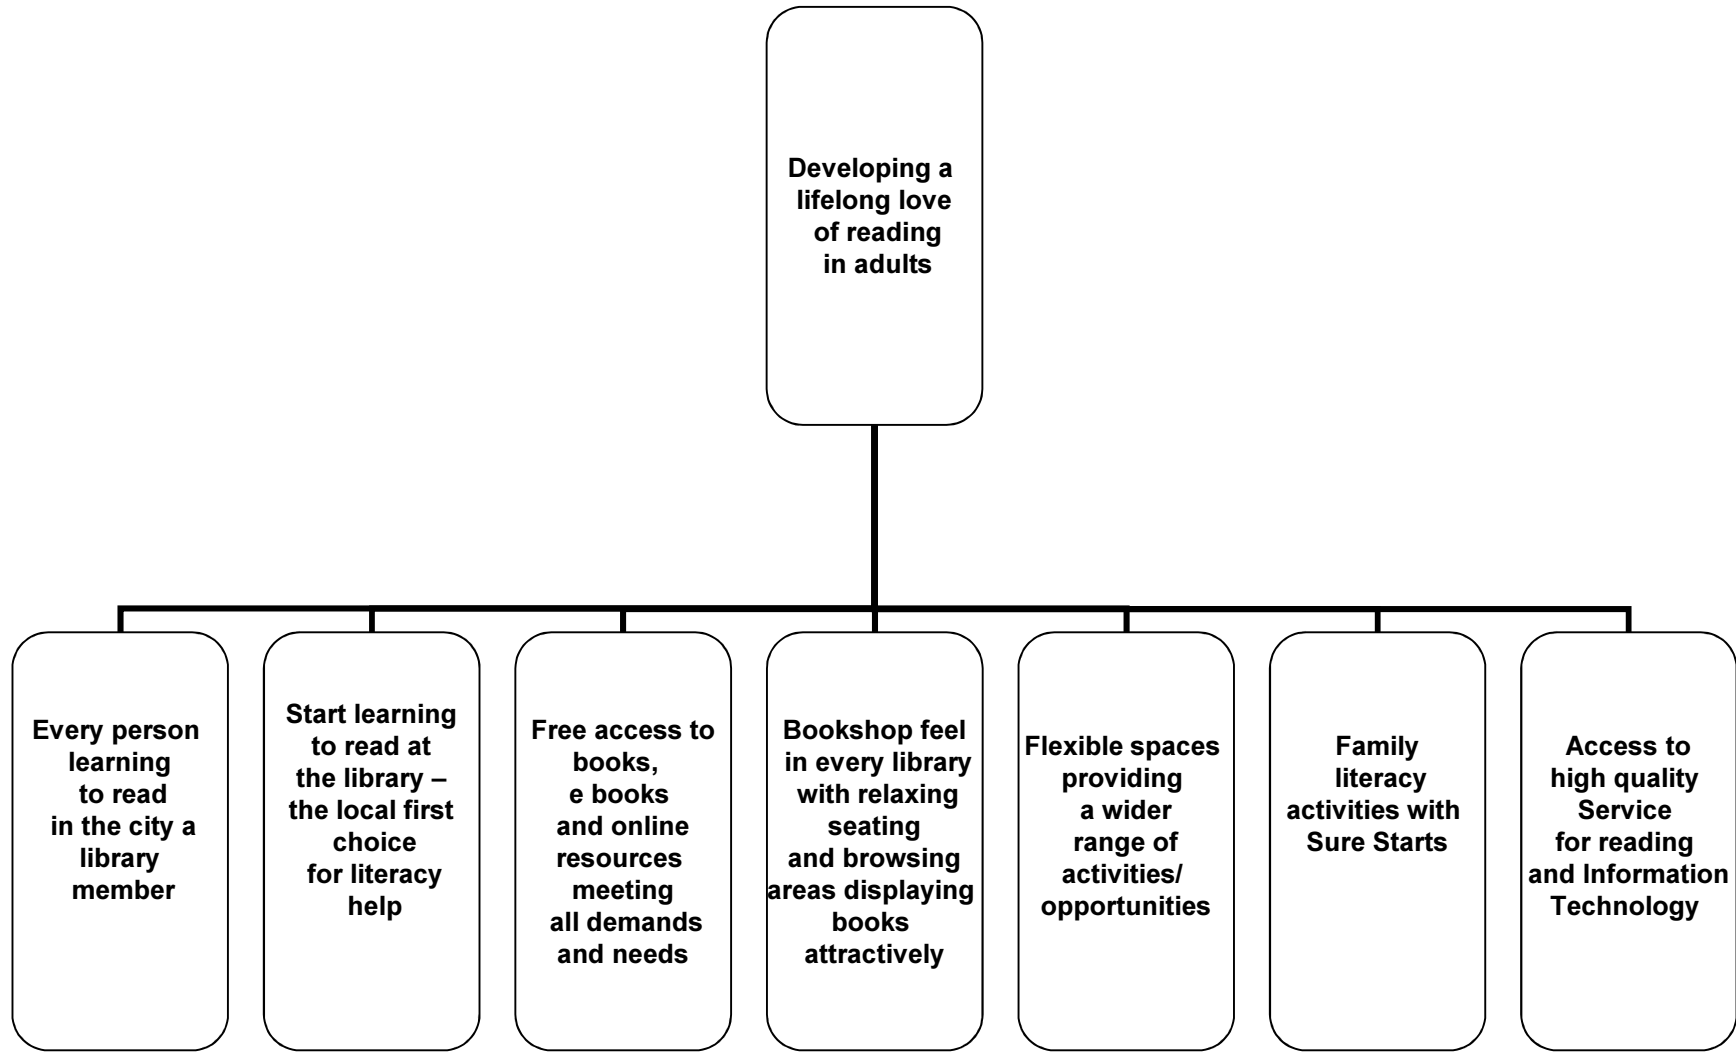 Developing a
lifelong love
of reading
in adults
Every person
learning
to read
in the city a
library
member
Start learning
to read at
the library –
the local first
choice
for literacy
help
Free access to
books,
e books
and online
resources
meeting
all demands
and needs
Bookshop feel
in every library
with relaxing
seating
and browsing
areas displaying
books
attractively
Flexible spaces
providing
a wider
range of
activities/
opportunities
Family
literacy
activities with
Sure Starts
Access to
high quality
Service
for reading
and Information
Technology